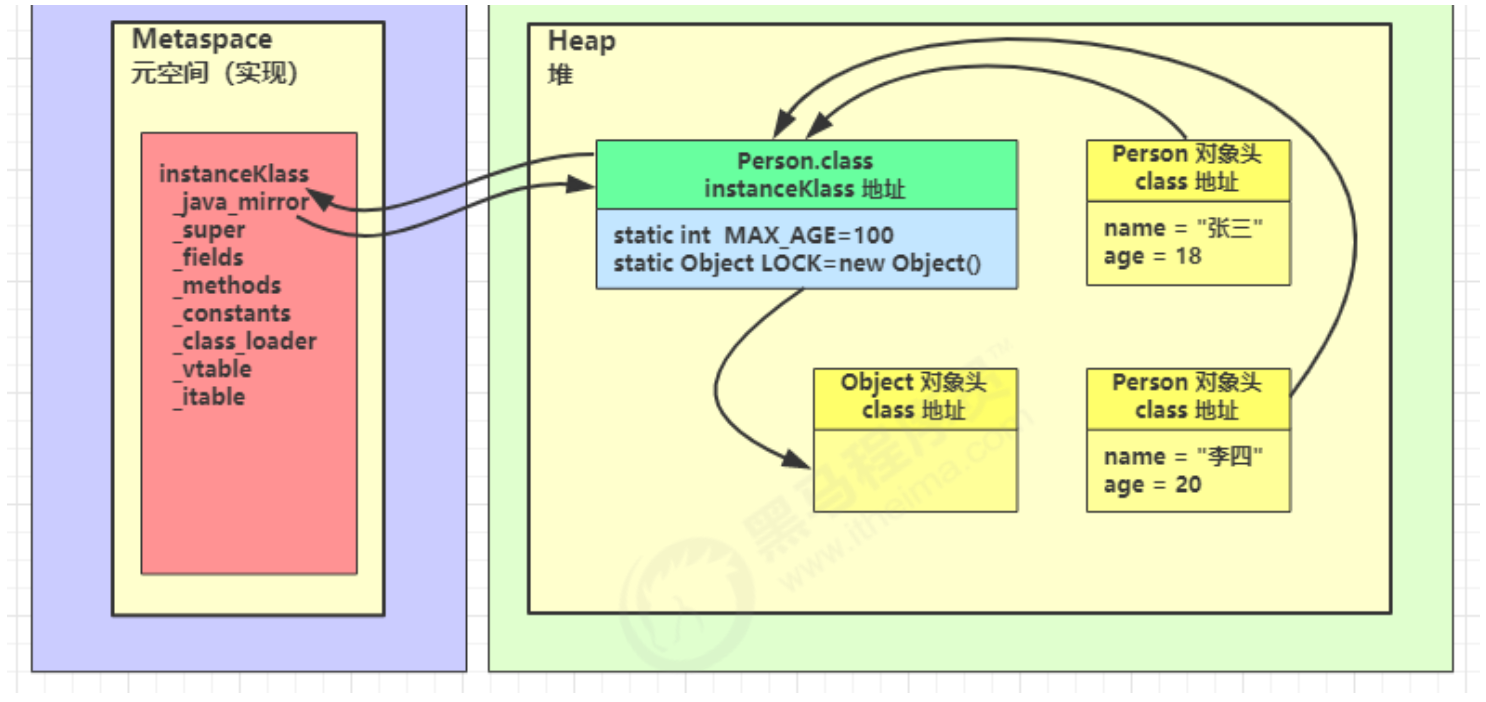 Metaspace
元空间（实现）
instanceKlass
_java_mirror
_super
_fields
_methods
_constants
_class_loader
_vtable
_itable
Heap
堆
Person.class
instanceKlass 地址
static int MAX_AGE=100
static Object LOCK=new Object()
Person 对象头
class 地址
name = "张三"
age = 18
Object 对象头
class 地址
Person 对象头
class 地址
name = "李四"
age = 20
黑马程序员™
www.itheima.com